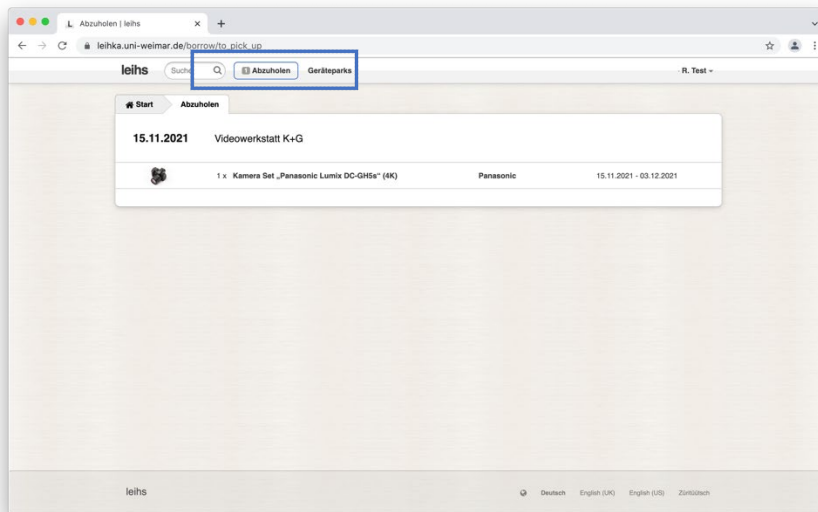 L Abzuholen | leihs
leihka.uni-weimar.de/borrow/to_pick_up
leihs Suche 1 Abzuholen Geräteparks R. Test
Start Abzuholen
15.11.2021 Videowerkstatt K+G
1 x Kamera Set „Panasonic Lumix DC-GH5s“ (4K) Panasonic 15.11.2021 - 03.12.2021
leihs Deutsch English (UK) English (US) Züritüütsch